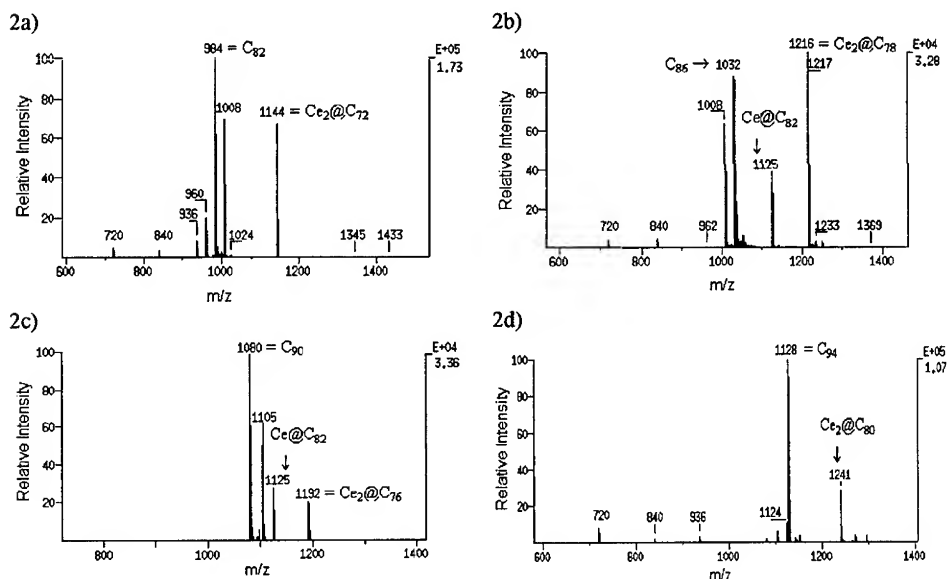 2a)
984 = C82
E+05
1.73
100
80
60
40
20
Relative Intensity
1008
1144 = Ce2@C72
960
936
720
840
1024
1345
1433
600
800
1000
1200
1400
m/z
2b)
1216 = Ce2@C78
1217
E+04
3.28
100
80
60
40
20
Relative Intensity
C86 → 1032
1008
Ce@C82
↓
1125
720
840
962
1233
1369
600
800
1000
1200
1400
m/z
2c)
1080 = C90
E+04
3.36
100
80
60
40
20
Relative Intensity
1105
Ce@C82
↓
1125
1192 = Ce2@C76
800
1000
1200
1400
m/z
2d)
1128 = C94
E+05
1.07
100
80
60
40
20
Relative Intensity
Ce2@C80
↓
1241
720
840
936
1124
600
800
1000
1200
1400
m/z